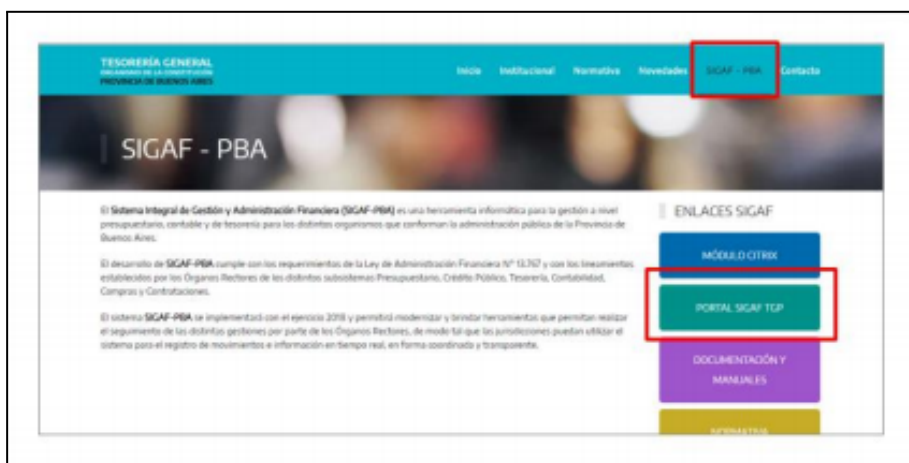 TESORERÍA GENERAL
ORGANISMO DE LA CONSTITUCIÓN
PROVINCIA DE BUENOS AIRES
Inicio Institucional Normativa Novedades SIGAF - PBA Contacto
SIGAF - PBA
El Sistema Integral de Gestión y Administración Financiera (SIGAF-PBA) es una herramienta informática para la gestión a nivel
presupuestario, contable y de tesorería para los distintos organismos que conforman la administración pública de la Provincia de
Buenos Aires.
El desarrollo de SIGAF-PBA cumple con los requerimientos de la Ley de Administración Financiera N° 13.767 y con los lineamientos
establecidos por los Órganos Rectores de los distintos subsistemas Presupuestario, Crédito Público, Tesorería, Contabilidad,
Compras y Contrataciones.
El sistema SIGAF-PBA se implementará con el ejercicio 2018 y permitirá modernizar y brindar herramientas que permitan realizar
el seguimiento de las distintas gestiones por parte de los Órganos Rectores, de modo tal que las jurisdicciones puedan utilizar el
sistema para el registro de movimientos e información en tiempo real, en forma coordinada y transparente.
ENLACES SIGAF
MÓDULO CITRIX
PORTAL SIGAF TGP
DOCUMENTACIÓN Y
MANUALES
NORMATIVA